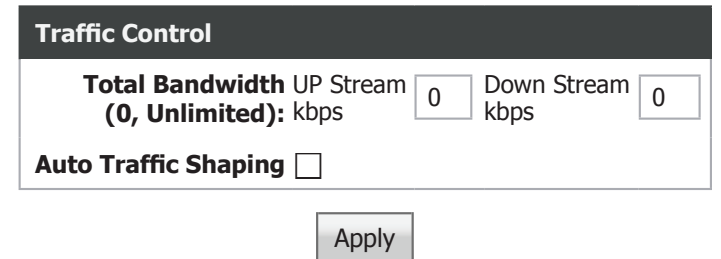 Traffic Control
Total Bandwidth UP Stream 0 Down Stream 0
(0, Unlimited): kbps kbps
Auto Traffic Shaping
Apply